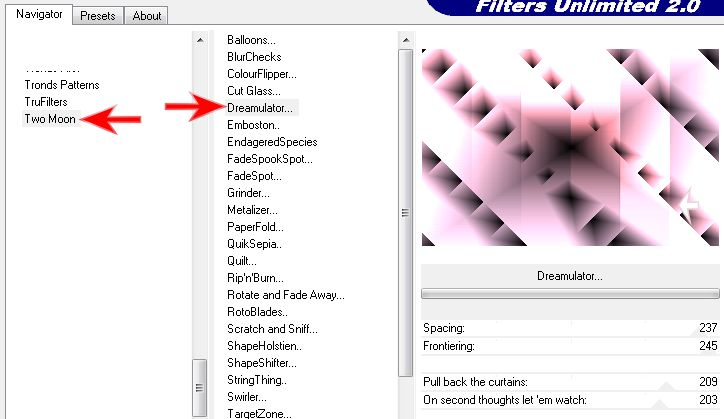 Filters Unlimited 2.0
Navigator
Presets
About
Tronds Patterns
TruFilters
Two Moon
Balloons...
BlurChecks
ColourFlipper...
Cut Glass...
Dreamulator...
Emboston..
EndageredSpecies
FadeSpookSpot...
FadeSpot...
Grinder...
Metalizer...
PaperFold...
QuikSepia..
Quilt...
Rip'n'Burn...
Rotate and Fade Away...
RotoBlades..
Scratch and Sniff...
ShapeHolstien..
ShapeShifter...
StringThing..
Swirler...
TargetZone...
Dreamulator...
Spacing: 237
Frontiering: 245
Pull back the curtains: 209
On second thoughts let 'em watch: 203